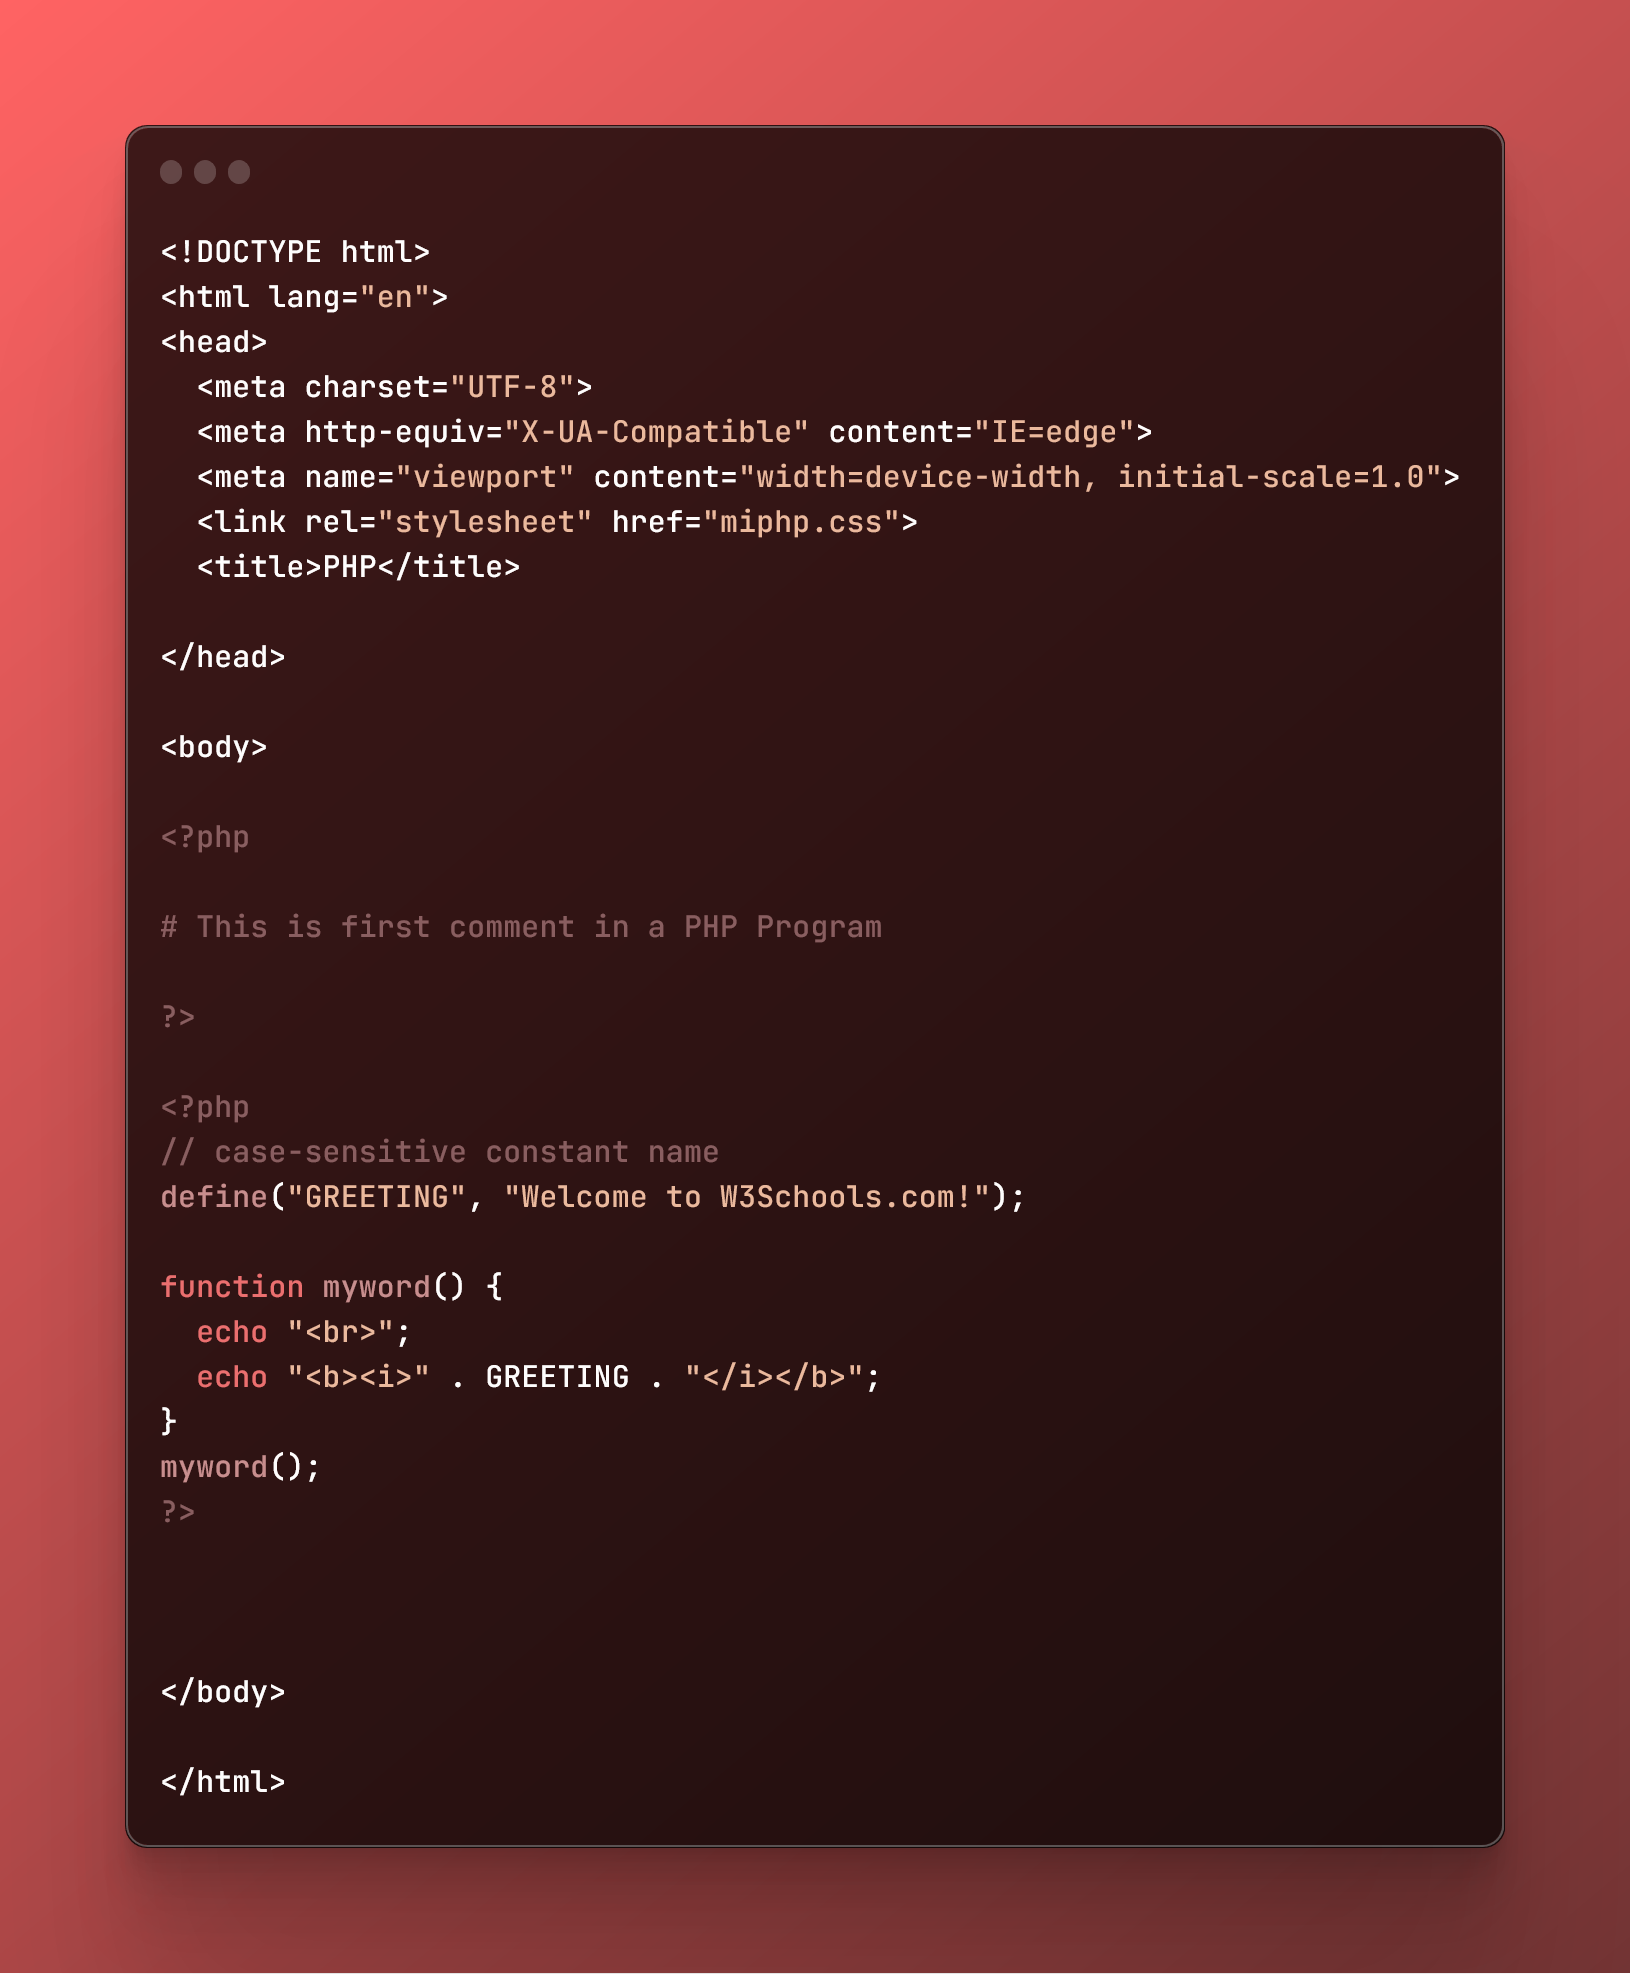 <!DOCTYPE html>
<html lang="en">
<head>
  <meta charset="UTF-8">
  <meta http-equiv="X-UA-Compatible" content="IE=edge">
  <meta name="viewport" content="width=device-width, initial-scale=1.0">
  <link rel="stylesheet" href="miphp.css">
  <title>PHP</title>

</head>

<body>

<?php

# This is first comment in a PHP Program

?>

<?php
// case-sensitive constant name
define("GREETING", "Welcome to W3Schools.com!");

function myword() {
  echo "<br>";
  echo "<b><i>" . GREETING . "</i></b>";
}
myword();
?>



</body>

</html>